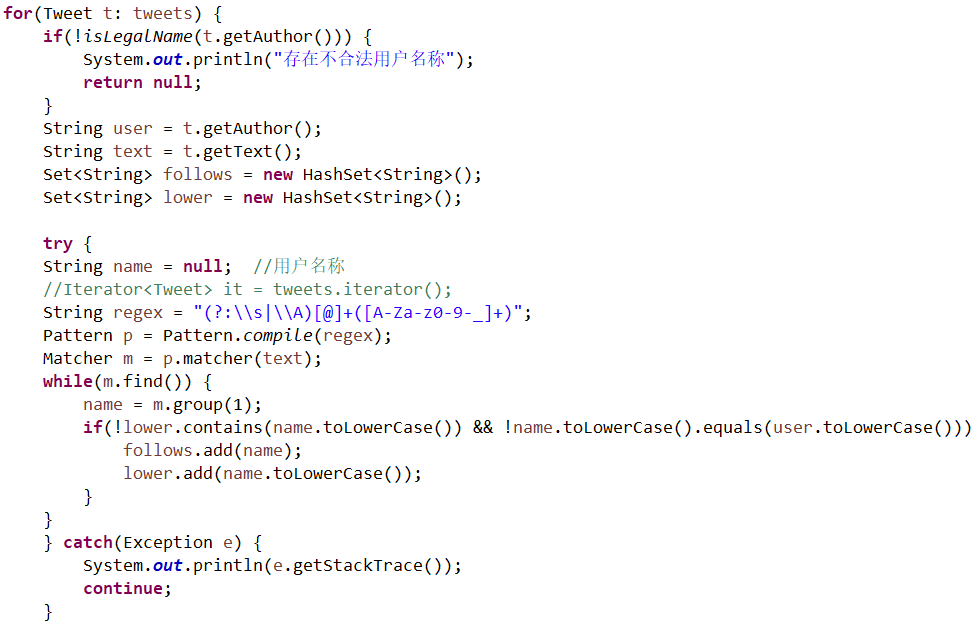 for(Tweet t: tweets) {
    if(!isLegalName(t.getAuthor())) {
        System.out.println("存在不合法用户名称");
        return null;
    }
    String user = t.getAuthor();
    String text = t.getText();
    Set<String> follows = new HashSet<String>();
    Set<String> lower = new HashSet<String>();

    try {
    String name = null;  //用户名称
    //Iterator<Tweet> it = tweets.iterator();
    String regex = "(?:\\s|\\A)[@]+([A-Za-z0-9-_]+)";
    Pattern p = Pattern.compile(regex);
    Matcher m = p.matcher(text);
    while(m.find()) {
        name = m.group(1);
        if(!lower.contains(name.toLowerCase()) && !name.toLowerCase().equals(user.toLowerCase()))
            follows.add(name);
            lower.add(name.toLowerCase());
        }
    }
    } catch(Exception e) {
        System.out.println(e.getStackTrace());
        continue;
    }